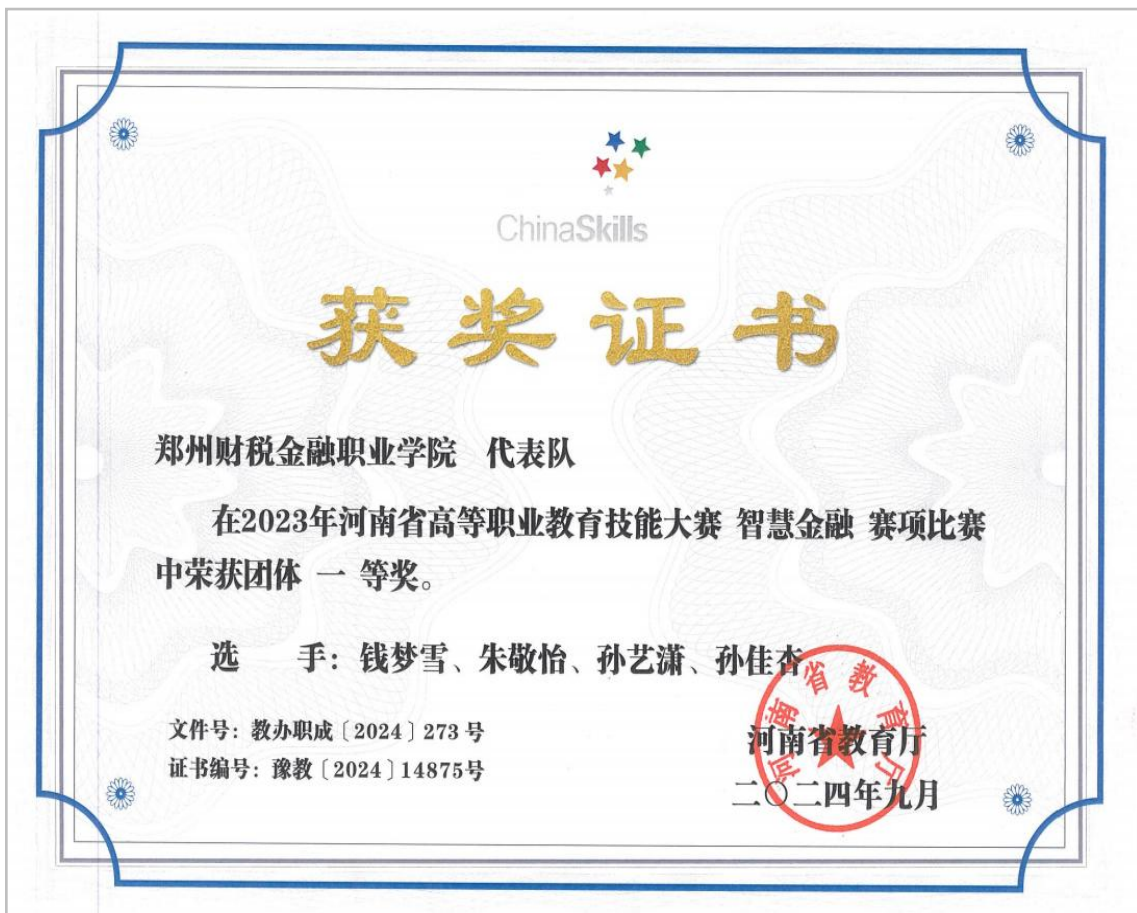 ChinaSkills
获奖证书
郑州财税金融职业学院 代表队
在2023年河南省高等职业教育技能大赛 智慧金融 赛项比赛
中荣获团体 一 等奖。
选 手：钱梦雪、朱敬怡、孙艺潇、孙佳杏
文件号：教办职成〔2024〕273 号
证书编号：豫教〔2024〕14875号
河南省教育厅
河南省教育厅
二〇二四年九月